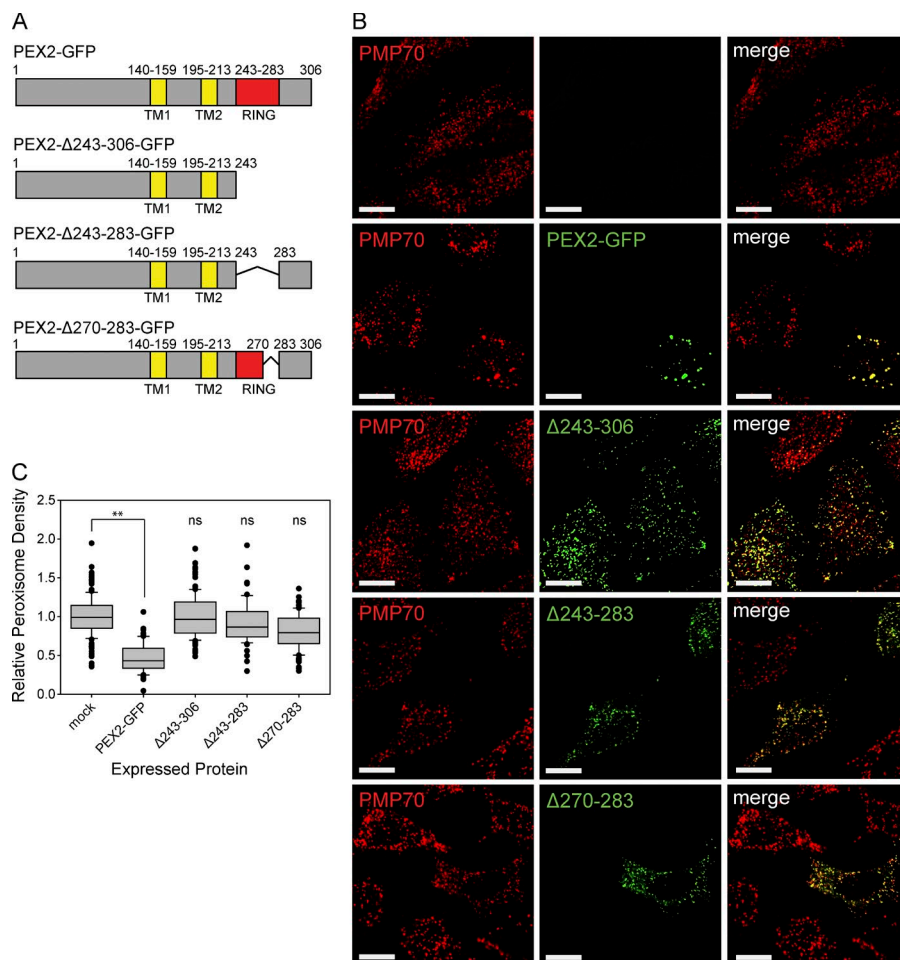 A
PEX2-GFP
1 140-159 195-213 243-283 306
TM1 TM2 RING
PEX2-Δ243-306-GFP
1 140-159 195-213 243
TM1 TM2
PEX2-Δ243-283-GFP
1 140-159 195-213 243 283
TM1 TM2
PEX2-Δ270-283-GFP
1 140-159 195-213 270 283 306
TM1 TM2 RING
B
PMP70 merge
PMP70 PEX2-GFP merge
PMP70 Δ243-306 merge
PMP70 Δ243-283 merge
PMP70 Δ270-283 merge
C
Relative Peroxisome Density
2.5
2.0
1.5
1.0
0.5
0.0
** ns ns ns
mock PEX2-GFP Δ243-306 Δ243-283 Δ270-283
Expressed Protein